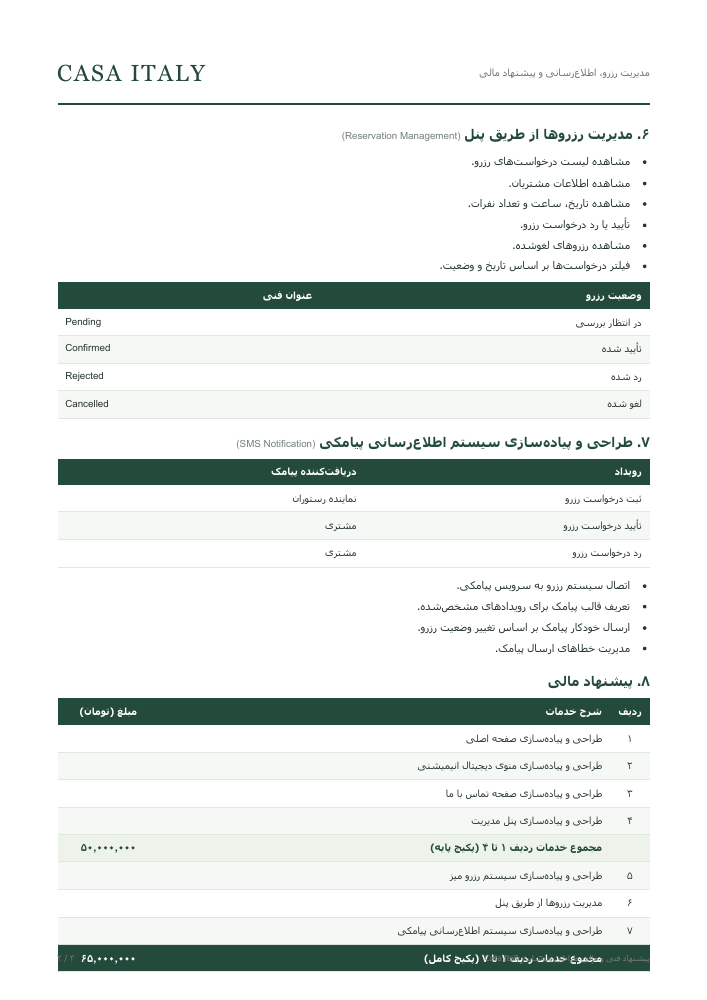 CASA ITALY
مدیریت رزرو، اطلاع‌رسانی و پیشنهاد مالی
۶. مدیریت رزروها از طریق پنل (Reservation Management)
• مشاهده لیست درخواست‌های رزرو.
• مشاهده اطلاعات مشتریان.
• مشاهده تاریخ، ساعت و تعداد نفرات.
• تأیید یا رد درخواست رزرو.
• مشاهده رزروهای لغوشده.
• فیلتر درخواست‌ها بر اساس تاریخ و وضعیت.
وضعیت رزرو عنوان فنی
در انتظار بررسی Pending
تأیید شده Confirmed
رد شده Rejected
لغو شده Cancelled
۷. طراحی و پیاده‌سازی سیستم اطلاع‌رسانی پیامکی (SMS Notification)
رویداد دریافت‌کننده پیامک
ثبت درخواست رزرو نماینده رستوران
تأیید درخواست رزرو مشتری
رد درخواست رزرو مشتری
• اتصال سیستم رزرو به سرویس پیامکی.
• تعریف قالب پیامک برای رویدادهای مشخص‌شده.
• ارسال خودکار پیامک بر اساس تغییر وضعیت رزرو.
• مدیریت خطاهای ارسال پیامک.
۸. پیشنهاد مالی
ردیف شرح خدمات مبلغ (تومان)
۱ طراحی و پیاده‌سازی صفحه اصلی
۲ طراحی و پیاده‌سازی منوی دیجیتال انیمیشنی
۳ طراحی و پیاده‌سازی صفحه تماس با ما
۴ طراحی و پیاده‌سازی پنل مدیریت
مجموع خدمات ردیف ۱ تا ۴ (پکیج پایه) ۵۰,۰۰۰,۰۰۰
۵ طراحی و پیاده‌سازی سیستم رزرو میز
۶ مدیریت رزروها از طریق پنل
۷ طراحی و پیاده‌سازی سیستم اطلاع‌رسانی پیامکی
مجموع خدمات ردیف ۱ تا ۷ (پکیج کامل) ۶۵,۰۰۰,۰۰۰
پیشنهاد فنی و